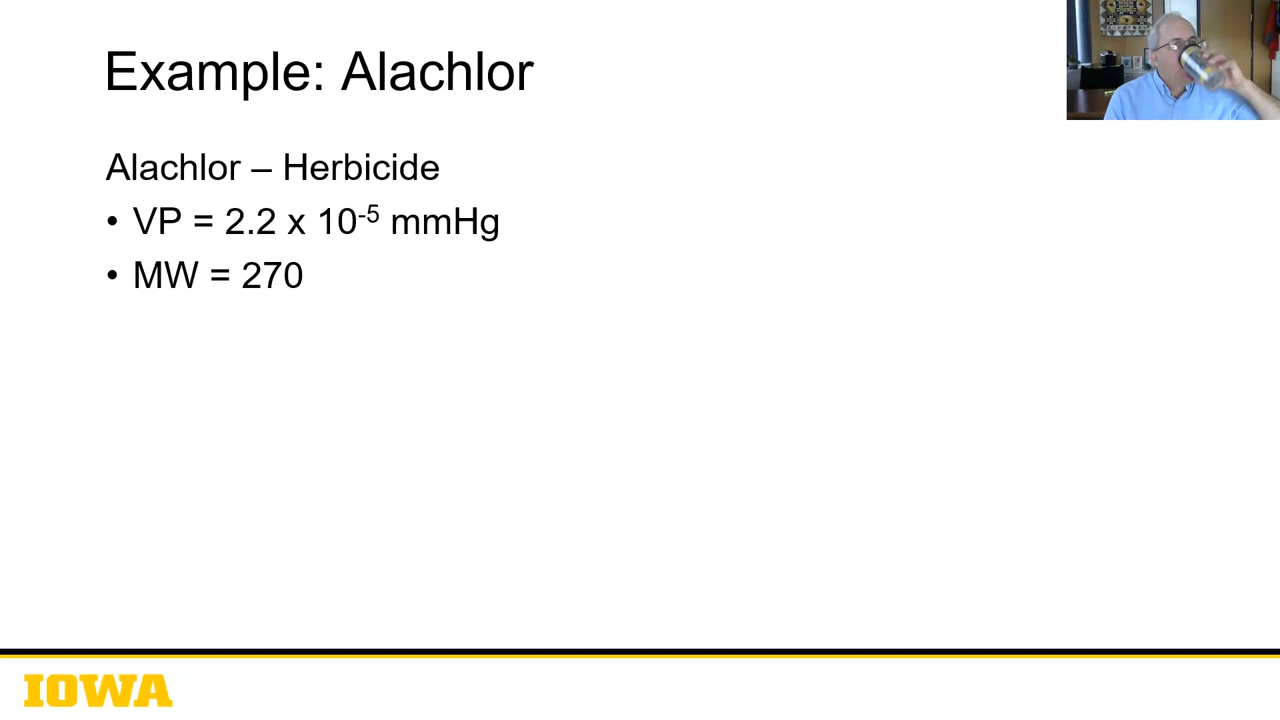 Example: Alachlor
Alachlor – Herbicide
• VP = 2.2 x 10⁻⁵ mmHg
• MW = 270
IOWA